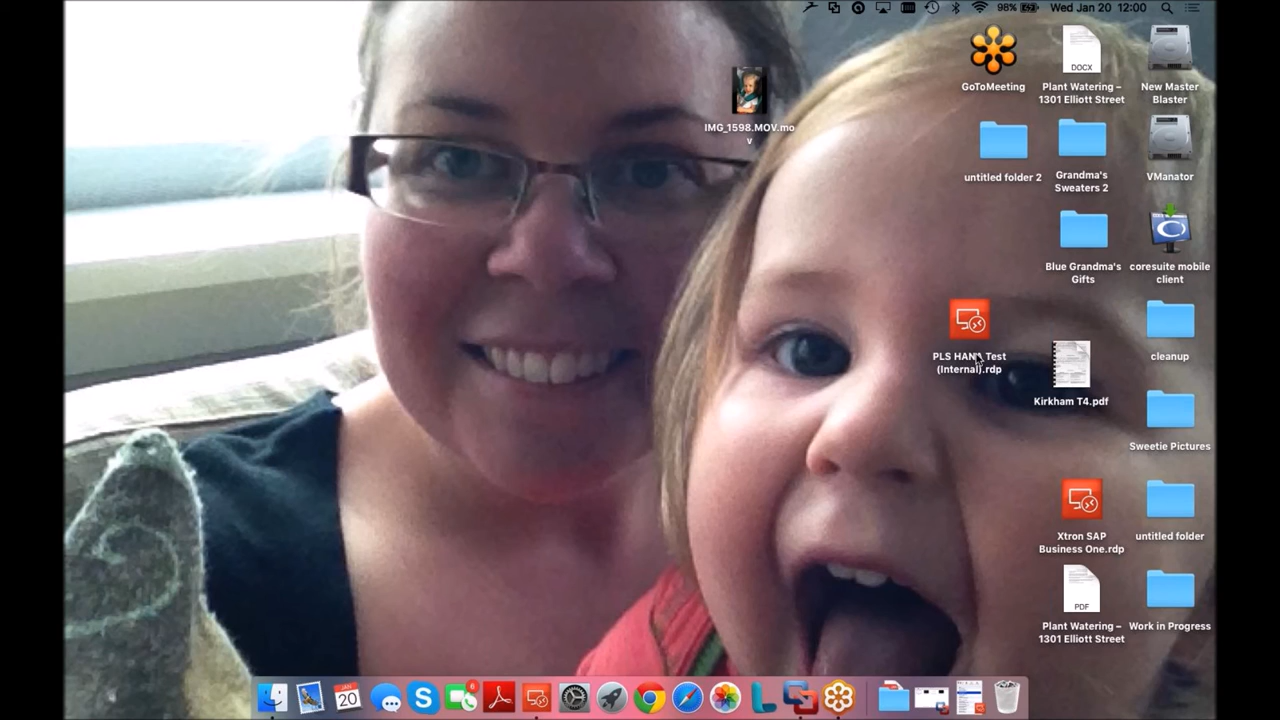 98%
Wed Jan 20 12:00
GoToMeeting
DOCX
Plant Watering –
1301 Elliott Street
New Master
Blaster
IMG_1598.MOV.mo
v
untitled folder 2
Grandma's
Sweaters 2
VManator
Blue Grandma's
Gifts
coresuite mobile
client
PLS HANA Test
(Internal).rdp
cleanup
Kirkham T4.pdf
Sweetie Pictures
Xtron SAP
Business One.rdp
untitled folder
PDF
Plant Watering –
1301 Elliott Street
Work in Progress
JAN
20
6